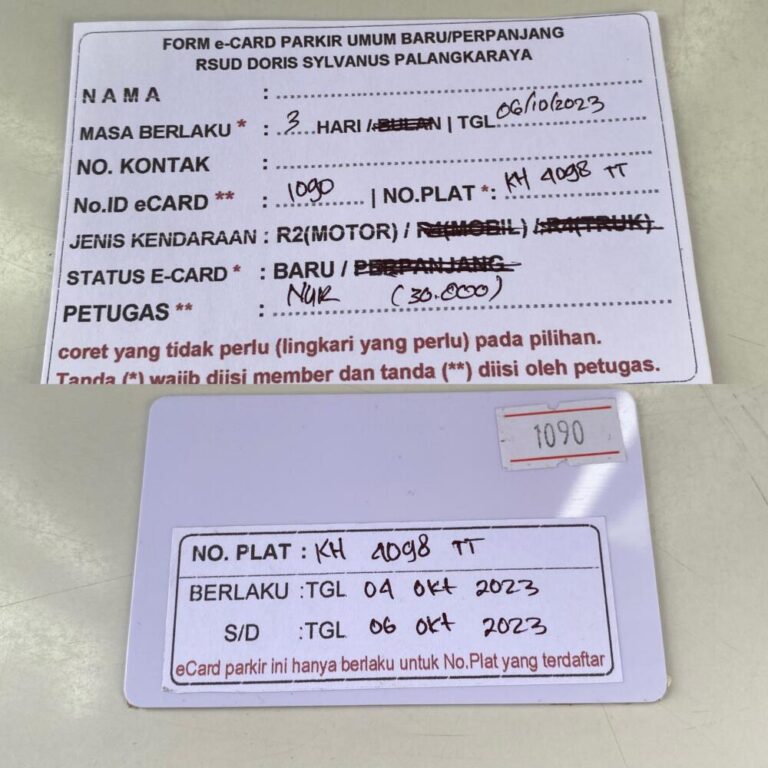 FORM e-CARD PARKIR UMUM BARU/PERPANJANG
RSUD DORIS SYLVANUS PALANGKARAYA
NAMA :
MASA BERLAKU * : 3 HARI / BULAN | TGL 06/10/2023
NO. KONTAK :
No.ID eCARD ** : 1090 | NO.PLAT *: KH 4098 TT
JENIS KENDARAAN : R2(MOTOR) / R4(MOBIL) / R4(TRUK)
STATUS E-CARD * : BARU / PERPANJANG
PETUGAS ** : NUR (30.000)
coret yang tidak perlu (lingkari yang perlu) pada pilihan.
Tanda (*) wajib diisi member dan tanda (**) diisi oleh petugas.
1090
NO. PLAT : KH 4098 TT
BERLAKU :TGL 04 Okt 2023
S/D :TGL 06 Okt 2023
eCard parkir ini hanya berlaku untuk No.Plat yang terdaftar